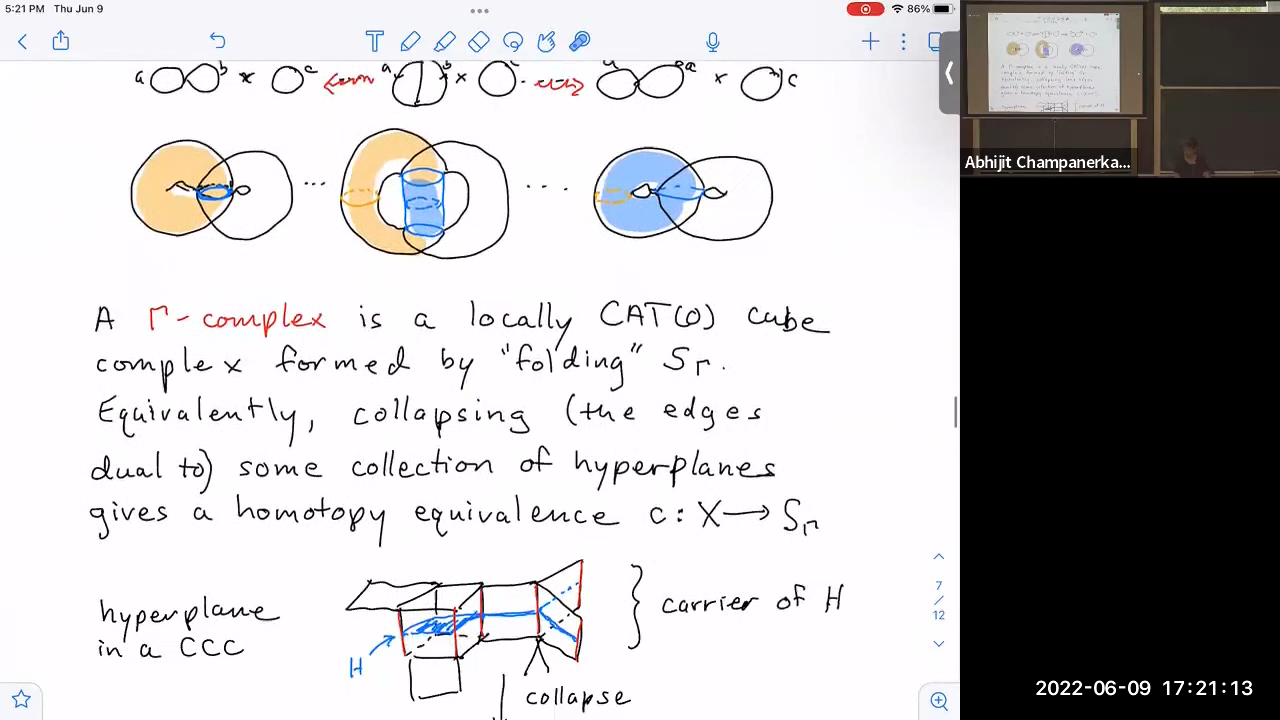 5:21 PM Thu Jun 9
86%
a b × c a b × c a × c
A Γ-complex is a locally CAT(0) cube
complex formed by "folding" SΓ.
Equivalently, collapsing (the edges
dual to) some collection of hyperplanes
gives a homotopy equivalence c: X → SΓ
hyperplane
in a CCC
H
carrier of H
collapse
7
/
12
Abhijit Champanerka...
2022-06-09 17:21:13